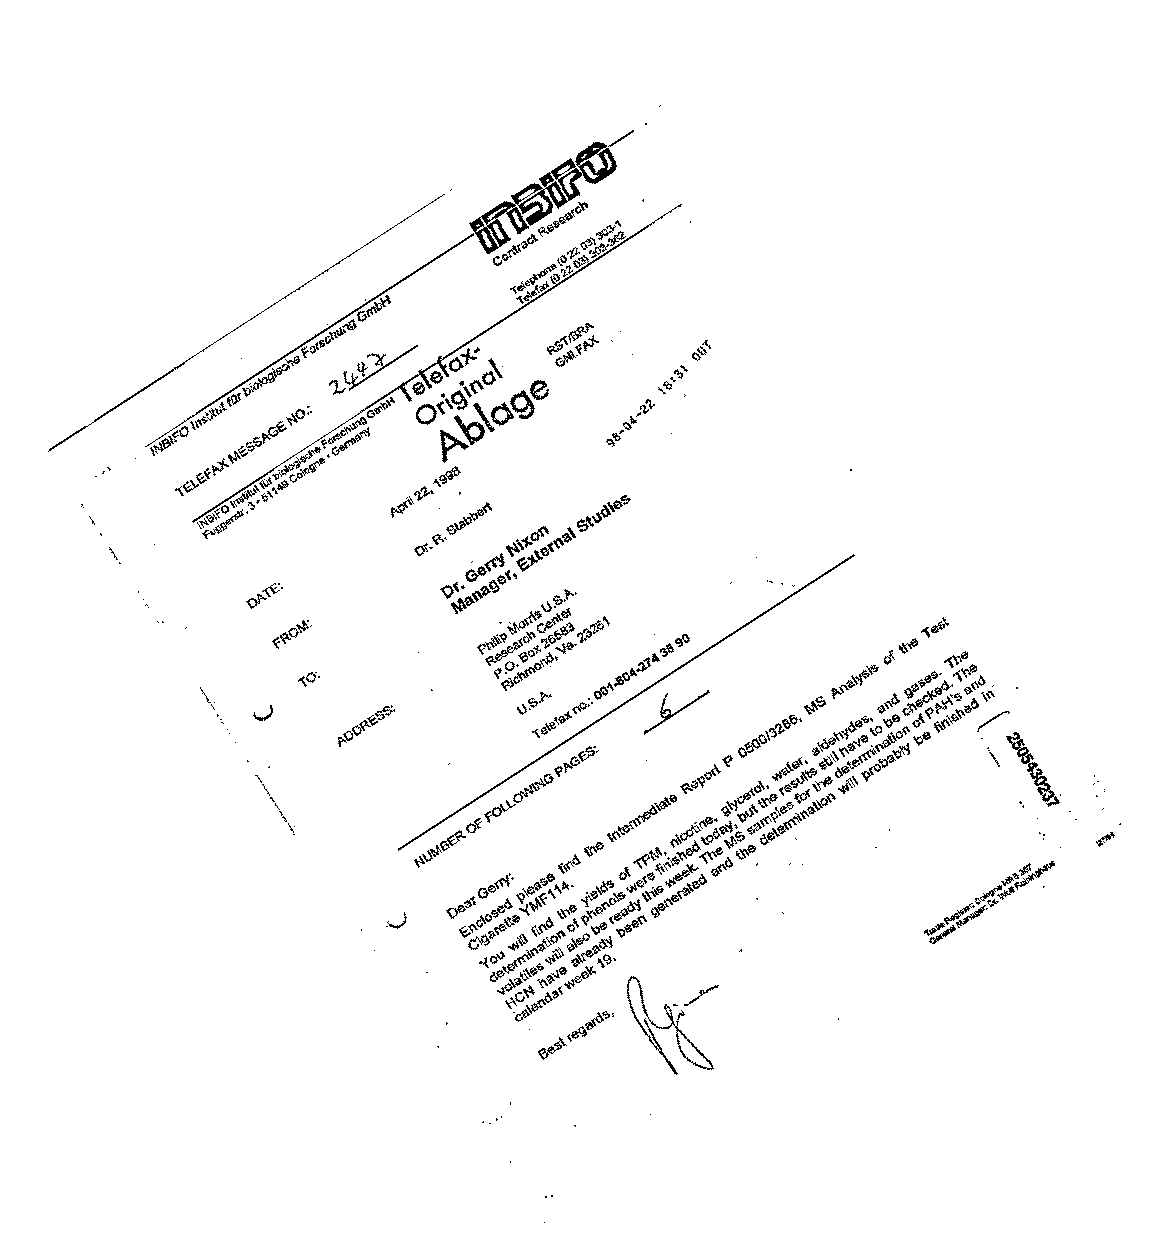 INBIFO
Contract Research
INBIFO Institut für biologische Forschung GmbH
Telephone (0 22 03) 303-1
Telefax (0 22 03) 303-362
TELEFAX MESSAGE NO.: 2447
INBIFO Institut für biologische Forschung GmbH
Fuggerstr. 3 • 51149 Cologne • Germany
Telefax-
Original
Ablage
RST/BRA
GNI.FAX
98-04-22 16:31 OUT
DATE: April 22, 1998
FROM: Dr. R. Stabbert
TO: Dr. Gerry Nixon
Manager, External Studies
ADDRESS: Philip Morris U.S.A.
Research Center
P.O. Box 26583
Richmond, Va. 23261
U.S.A.
Telefax no.: 001-804-274 38 90
NUMBER OF FOLLOWING PAGES: 6
Dear Gerry:
Enclosed please find the Intermediate Report P 0500/3286, MS Analysis of the Test
Cigarette YMF114.
You will find the yields of TPM, nicotine, glycerol, water, aldehydes, and gases. The
determination of phenols were finished today, but the results still have to be checked. The
volatiles will also be ready this week. The MS samples for the determination of PAH's and
HCN have already been generated and the determination will probably be finished in
calendar week 19.
Best regards,
2505430237
Trade Register: Cologne HRB 367
General Manager: Dr.